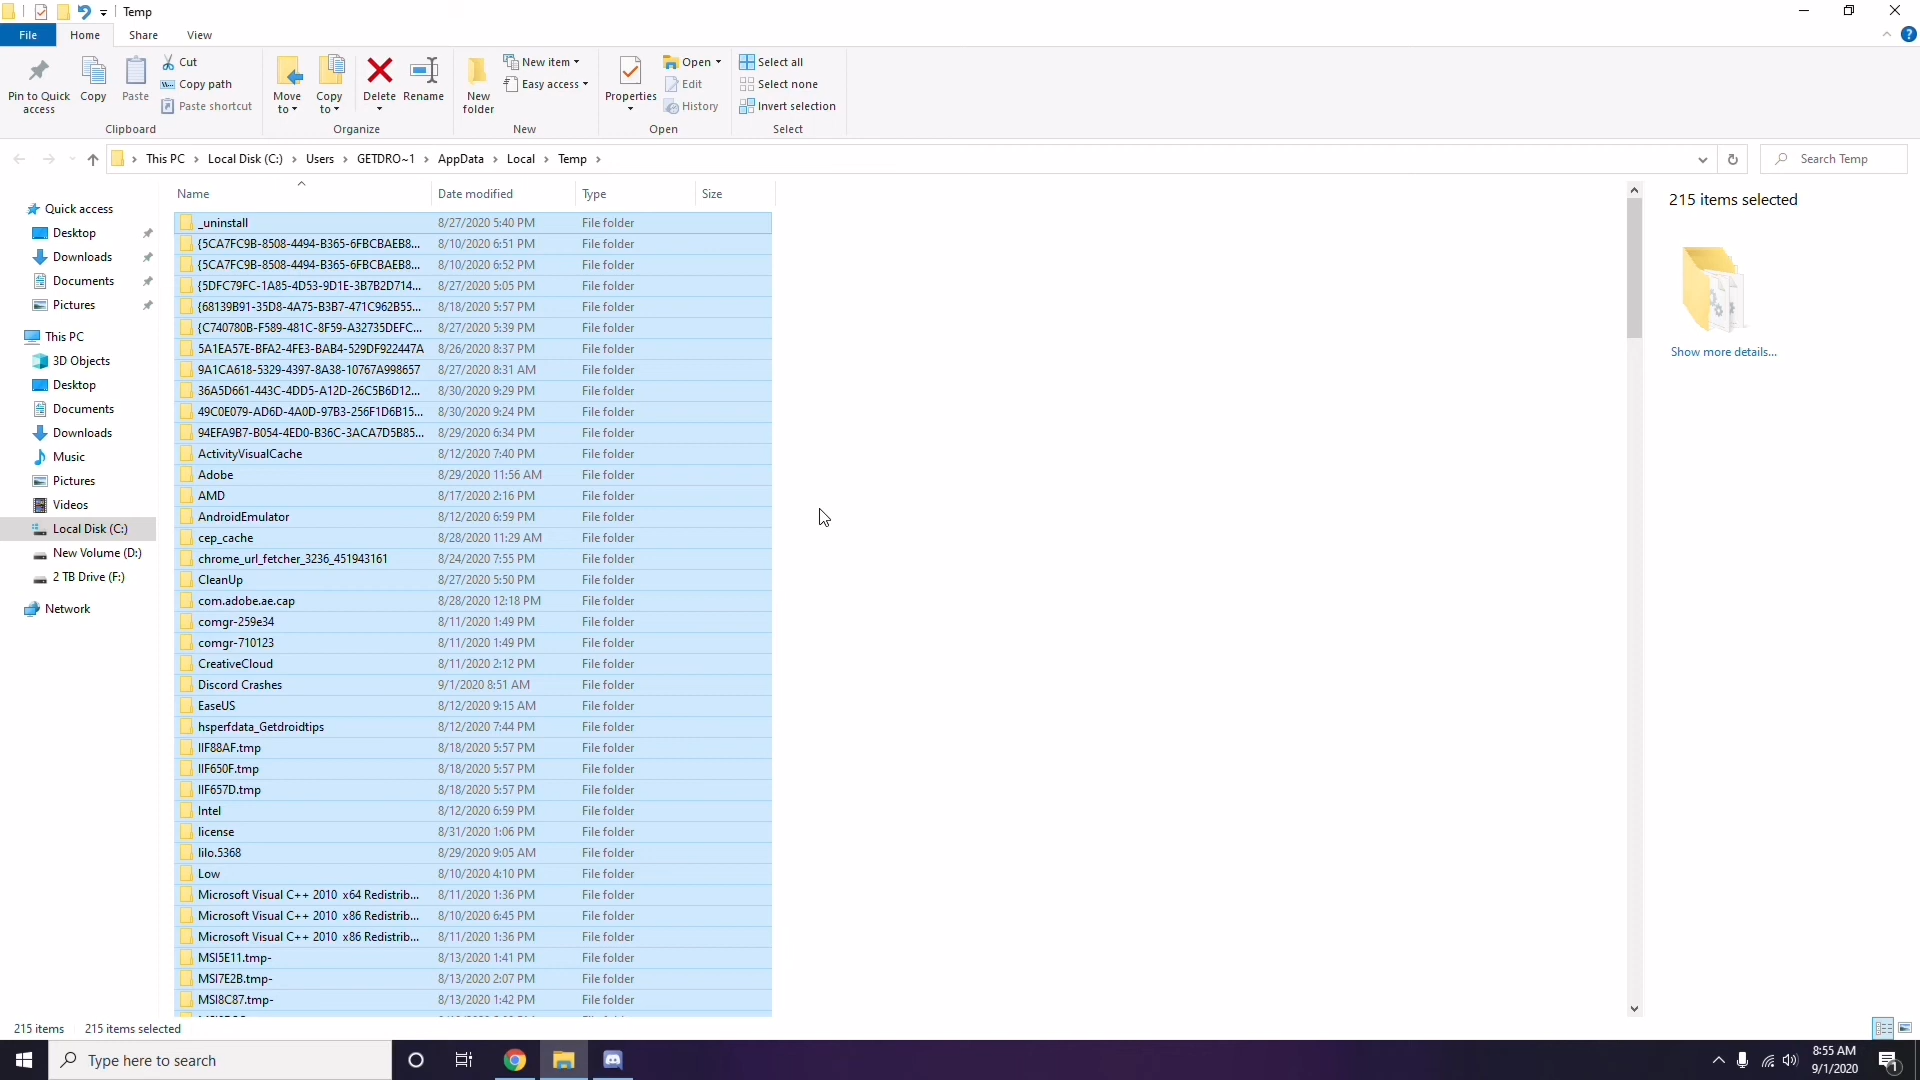 Temp
File Home Share View
Pin to Quick access
Copy
Paste
Cut
Copy path
Paste shortcut
Clipboard
Move to
Copy to
Delete
Rename
Organize
New folder
New item
Easy access
New
Properties
Open
Edit
History
Open
Select all
Select none
Invert selection
Select
This PC > Local Disk (C:) > Users > GETDRO~1 > AppData > Local > Temp >
Search Temp
Quick access
Desktop
Downloads
Documents
Pictures
This PC
3D Objects
Desktop
Documents
Downloads
Music
Pictures
Videos
Local Disk (C:)
New Volume (D:)
2 TB Drive (F:)
Network
Name Date modified Type Size
_uninstall 8/27/2020 5:40 PM File folder
{5CA7FC9B-8508-4494-B365-6FBCBAEB8... 8/10/2020 6:51 PM File folder
{5CA7FC9B-8508-4494-B365-6FBCBAEB8... 8/10/2020 6:52 PM File folder
{5DFC79FC-1A85-4D53-9D1E-3B7B2D714... 8/27/2020 5:05 PM File folder
{68139B91-35D8-4A75-B3B7-471C962B55... 8/18/2020 5:57 PM File folder
{C740780B-F589-481C-8F59-A32735DEFC... 8/27/2020 5:39 PM File folder
5A1EA57E-BFA2-4FE3-BAB4-529DF922447A 8/26/2020 8:37 PM File folder
9A1CA618-5329-4397-8A38-10767A998657 8/27/2020 8:31 AM File folder
36A5D661-443C-4DD5-A12D-26C5B6D12... 8/30/2020 9:29 PM File folder
49C0E079-AD6D-4A0D-97B3-256F1D6B15... 8/30/2020 9:24 PM File folder
94EFA9B7-B054-4ED0-B36C-3ACA7D5B85... 8/29/2020 6:34 PM File folder
ActivityVisualCache 8/12/2020 7:40 PM File folder
Adobe 8/29/2020 11:56 AM File folder
AMD 8/17/2020 2:16 PM File folder
AndroidEmulator 8/12/2020 6:59 PM File folder
cep_cache 8/28/2020 11:29 AM File folder
chrome_url_fetcher_3236_451943161 8/24/2020 7:55 PM File folder
CleanUp 8/27/2020 5:50 PM File folder
com.adobe.ae.cap 8/28/2020 12:18 PM File folder
comgr-259e34 8/11/2020 1:49 PM File folder
comgr-710123 8/11/2020 1:49 PM File folder
CreativeCloud 8/11/2020 2:12 PM File folder
Discord Crashes 9/1/2020 8:51 AM File folder
EaseUS 8/12/2020 9:15 AM File folder
hsperfdata_Getdroidtips 8/12/2020 7:44 PM File folder
IIF88AF.tmp 8/18/2020 5:57 PM File folder
IIF650F.tmp 8/18/2020 5:57 PM File folder
IIF657D.tmp 8/18/2020 5:57 PM File folder
Intel 8/12/2020 6:59 PM File folder
license 8/31/2020 1:06 PM File folder
lilo.5368 8/29/2020 9:05 AM File folder
Low 8/10/2020 4:10 PM File folder
Microsoft Visual C++ 2010 x64 Redistrib... 8/11/2020 1:36 PM File folder
Microsoft Visual C++ 2010 x86 Redistrib... 8/10/2020 6:45 PM File folder
Microsoft Visual C++ 2010 x86 Redistrib... 8/11/2020 1:36 PM File folder
MSI5E11.tmp- 8/13/2020 1:41 PM File folder
MSI7E2B.tmp- 8/13/2020 2:07 PM File folder
MSI8C87.tmp- 8/13/2020 1:42 PM File folder
215 items selected
Show more details...
215 items 215 items selected
Type here to search
8:55 AM
9/1/2020
1